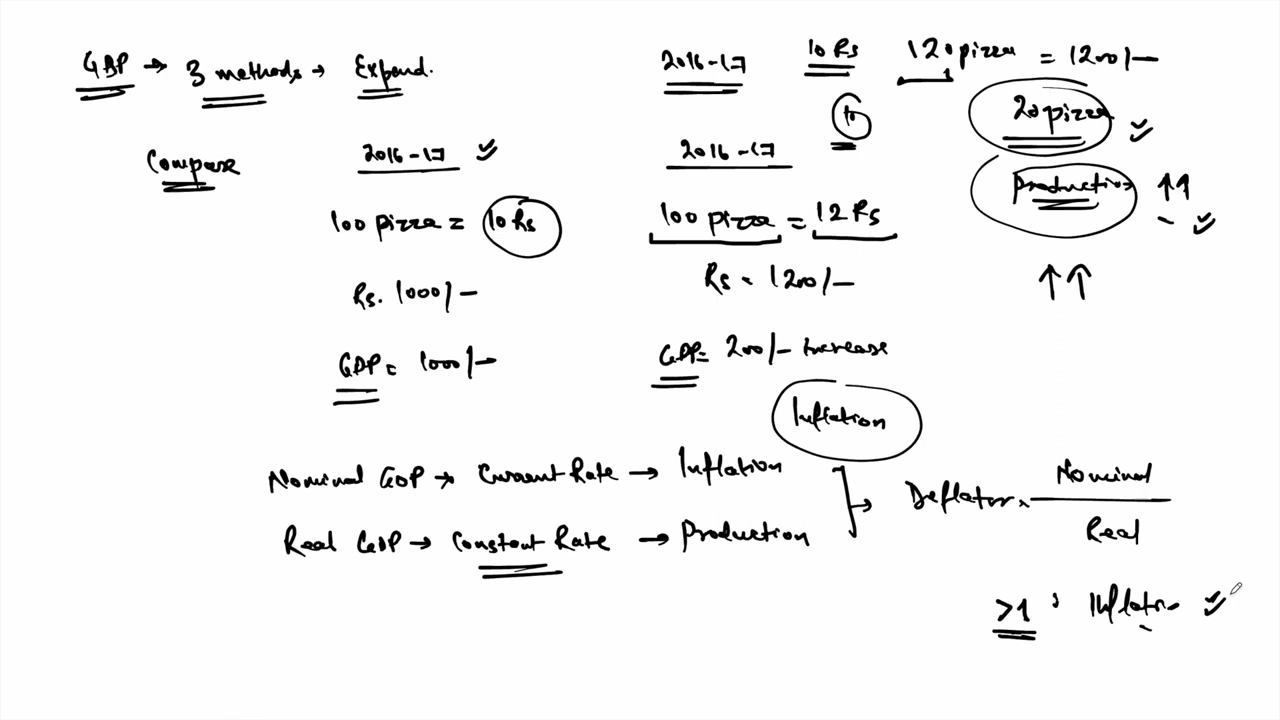 GDP → 3 methods → Expend.
Compare
2016-17
100 pizza = 10 Rs
Rs. 1000/-
GDP = 1000/-
2016-17 10 Rs 120 pizza = 1200/-
20 pizza
2016-17
Production ↑↑
100 pizza = 12 Rs
Rs = 1200/-
↑↑
GDP = 200/- increase
Inflation
Nominal GDP → Current Rate → Inflation
Real GDP → Constant Rate → Production
Deflator = Nominal
Real
>1 , Inflation